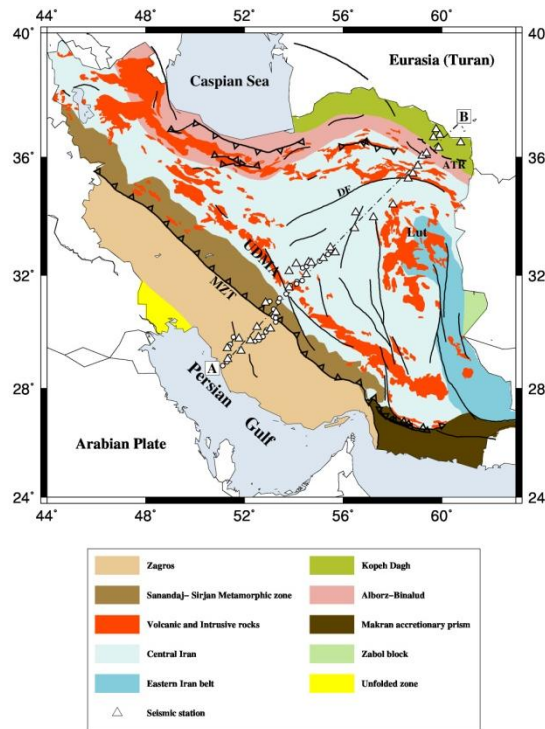 44˚ 48˚ 52˚ 56˚ 60˚
40˚ 40˚
Eurasia (Turan)
Caspian Sea
B
36˚ 36˚
ATR
DF
Lut
UDMA
32˚ 32˚
MZT
A
28˚ 28˚
Persian Gulf
Arabian Plate
24˚ 24˚
44˚ 48˚ 52˚ 56˚ 60˚
Zagros Kopeh Dagh
Sanandaj- Sirjan Metamorphic zone Alborz-Binalud
Volcanic and Intrusive rocks Makran accretionary prism
Central Iran Zabol block
Eastern Iran belt Unfolded zone
Seismic station